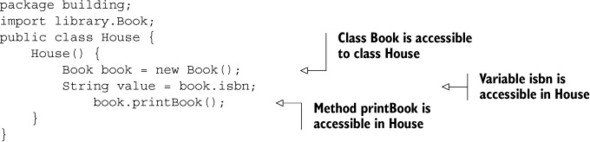 package building;
import library.Book;
public class House {
House() {
Book book = new Book();
String value = book.isbn;
book.printBook();
}
}
Class Book is accessible
to class House
Variable isbn is
accessible in House
Method printBook is
accessible in House